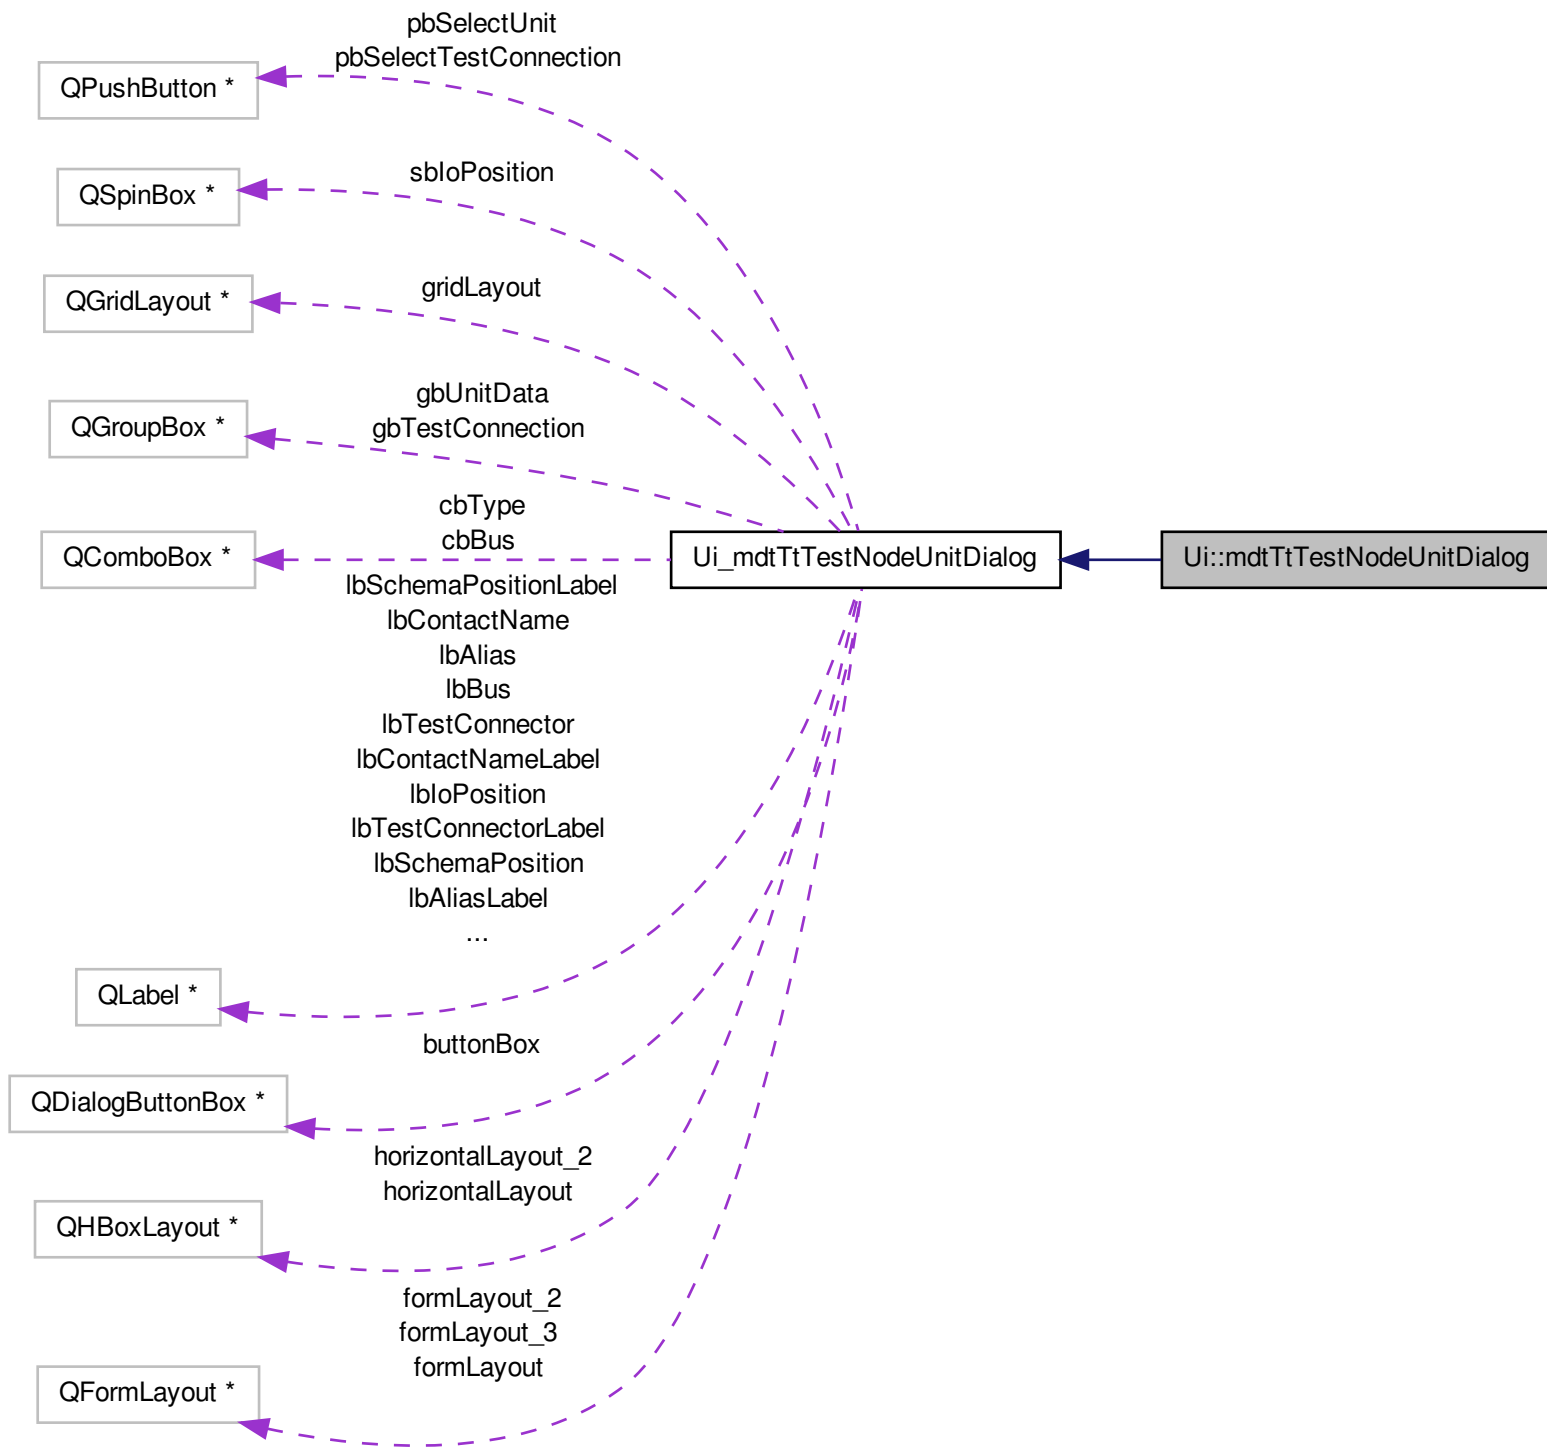 pbSelectUnit
pbSelectTestConnection
QPushButton *
sbIoPosition
QSpinBox *
gridLayout
QGridLayout *
gbUnitData
gbTestConnection
QGroupBox *
cbType
cbBus
QComboBox *
Ui_mdtTtTestNodeUnitDialog
Ui::mdtTtTestNodeUnitDialog
lbSchemaPositionLabel
lbContactName
lbAlias
lbBus
lbTestConnector
lbContactNameLabel
lbIoPosition
lbTestConnectorLabel
lbSchemaPosition
lbAliasLabel
...
QLabel *
buttonBox
QDialogButtonBox *
horizontalLayout_2
horizontalLayout
QHBoxLayout *
formLayout_2
formLayout_3
formLayout
QFormLayout *